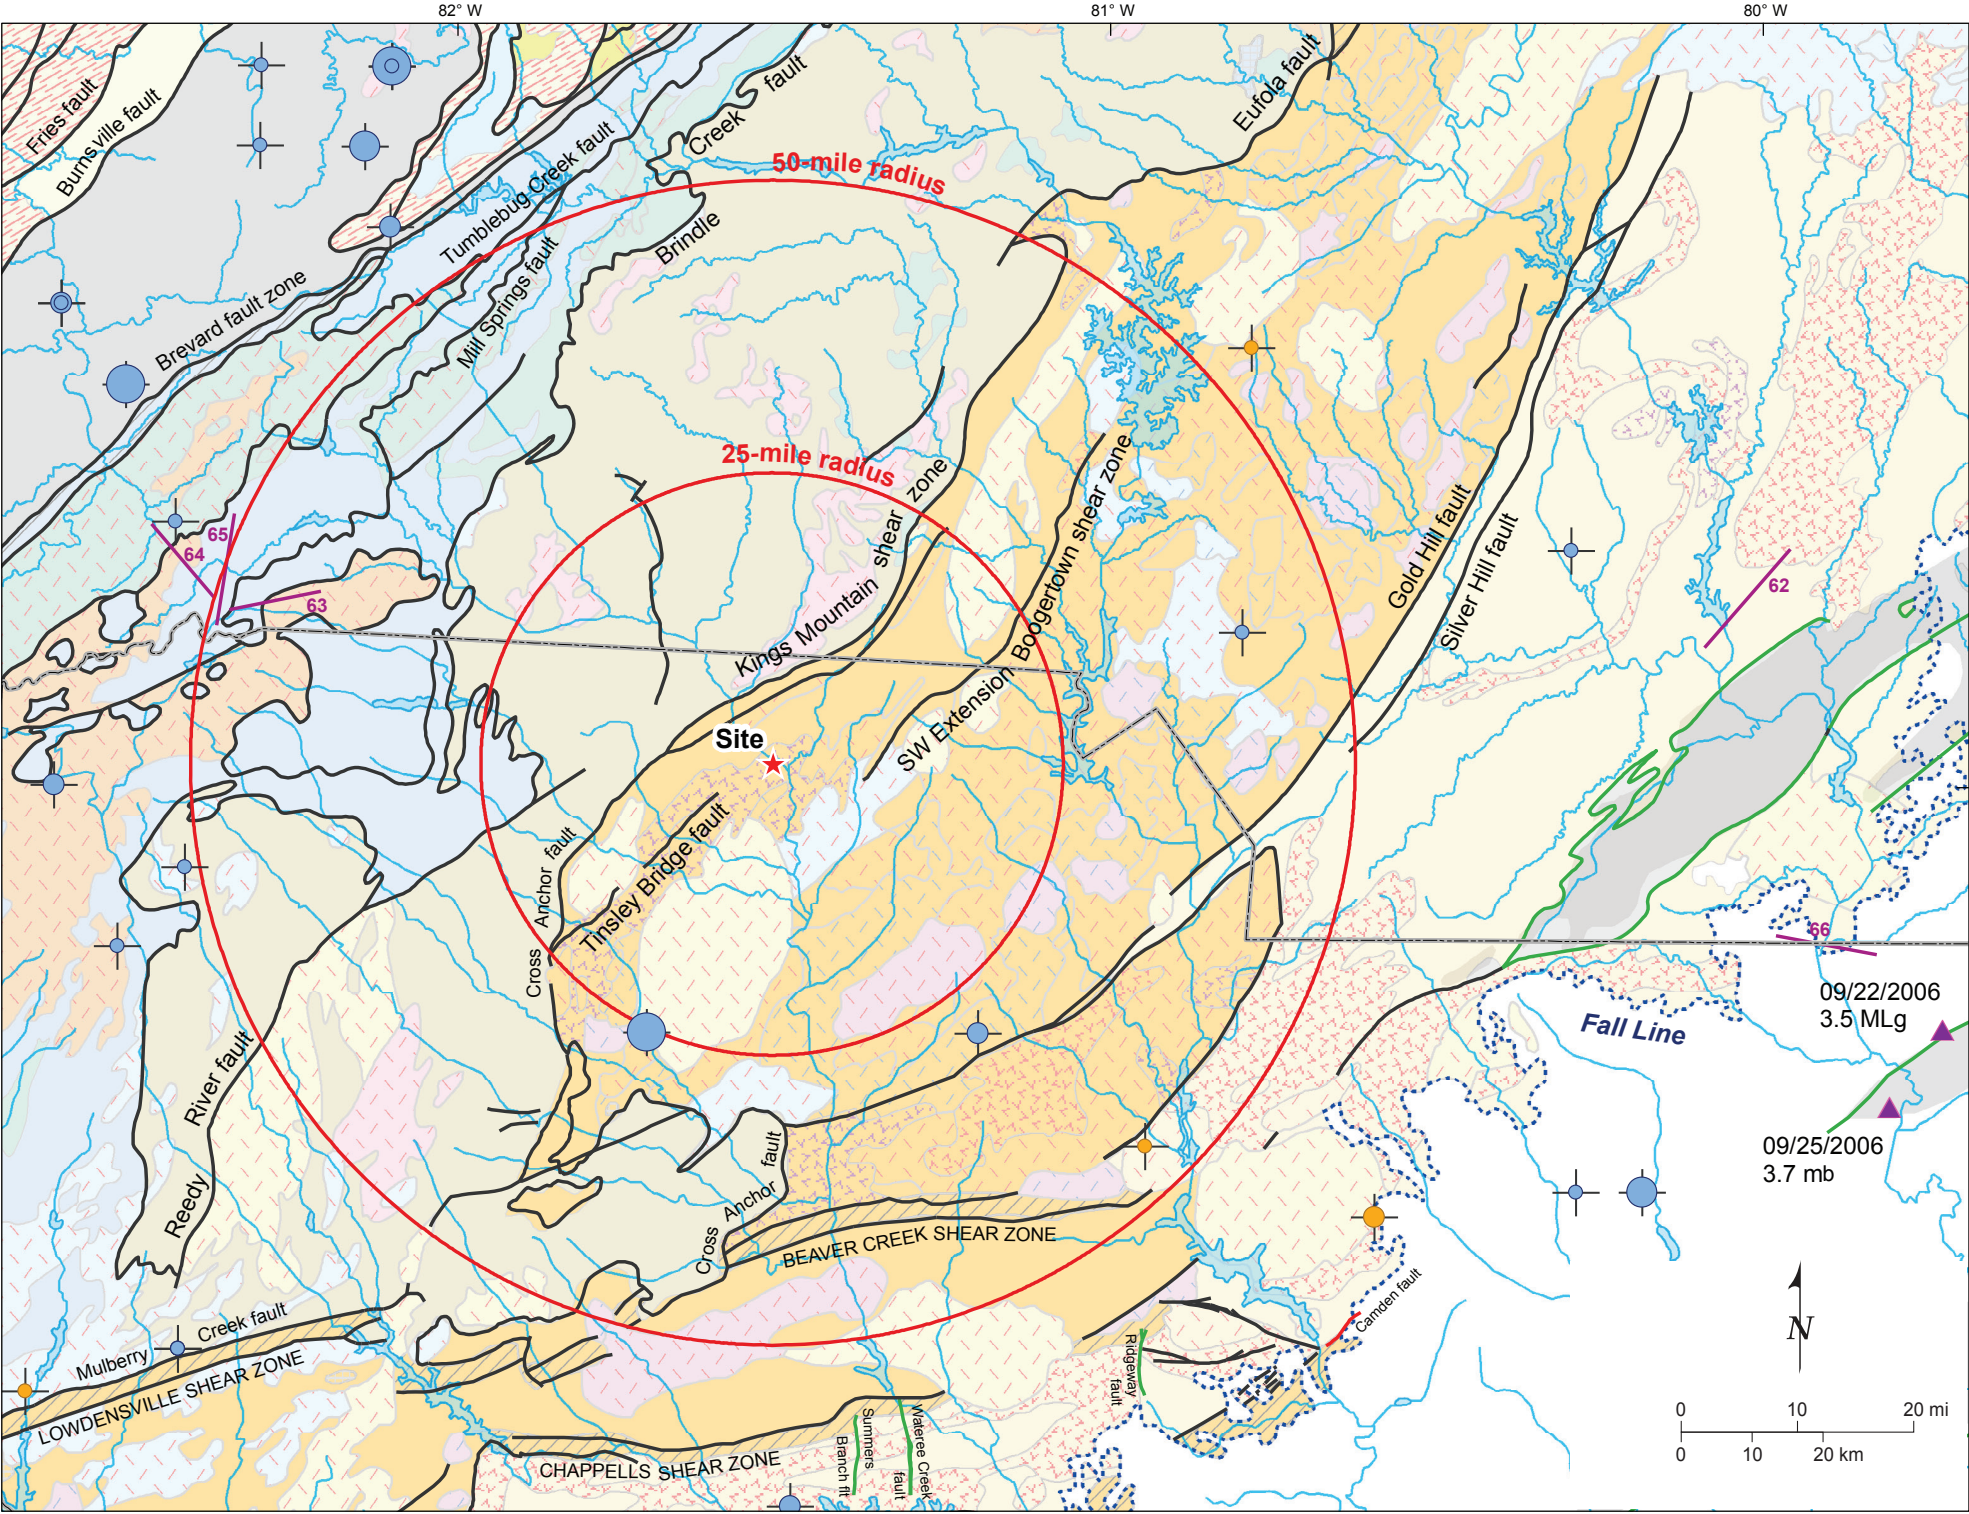 82° W
81° W
80° W
Fries fault
Burnsville fault
Creek fault
Eufola fault
Tumblebug Creek fault
50-mile radius
Brindle
Mill Springs fault
Brevard fault zone
25-mile radius
Kings Mountain shear zone
Boogertown shear zone
SW Extension
Gold Hill fault
Silver Hill fault
65
64
63
62
Site
Tinsley Bridge fault
Cross Anchor fault
66
09/22/2006
3.5 MLg
Fall Line
09/25/2006
3.7 mb
Reedy River fault
Cross Anchor fault
BEAVER CREEK SHEAR ZONE
Camden fault
Mulberry Creek fault
LOWDENSVILLE SHEAR ZONE
Ridgeway
fault
Summers
Branch flt
Wateree Creek
fault
CHAPPELLS SHEAR ZONE
N
0 10 20 mi
0 10 20 km